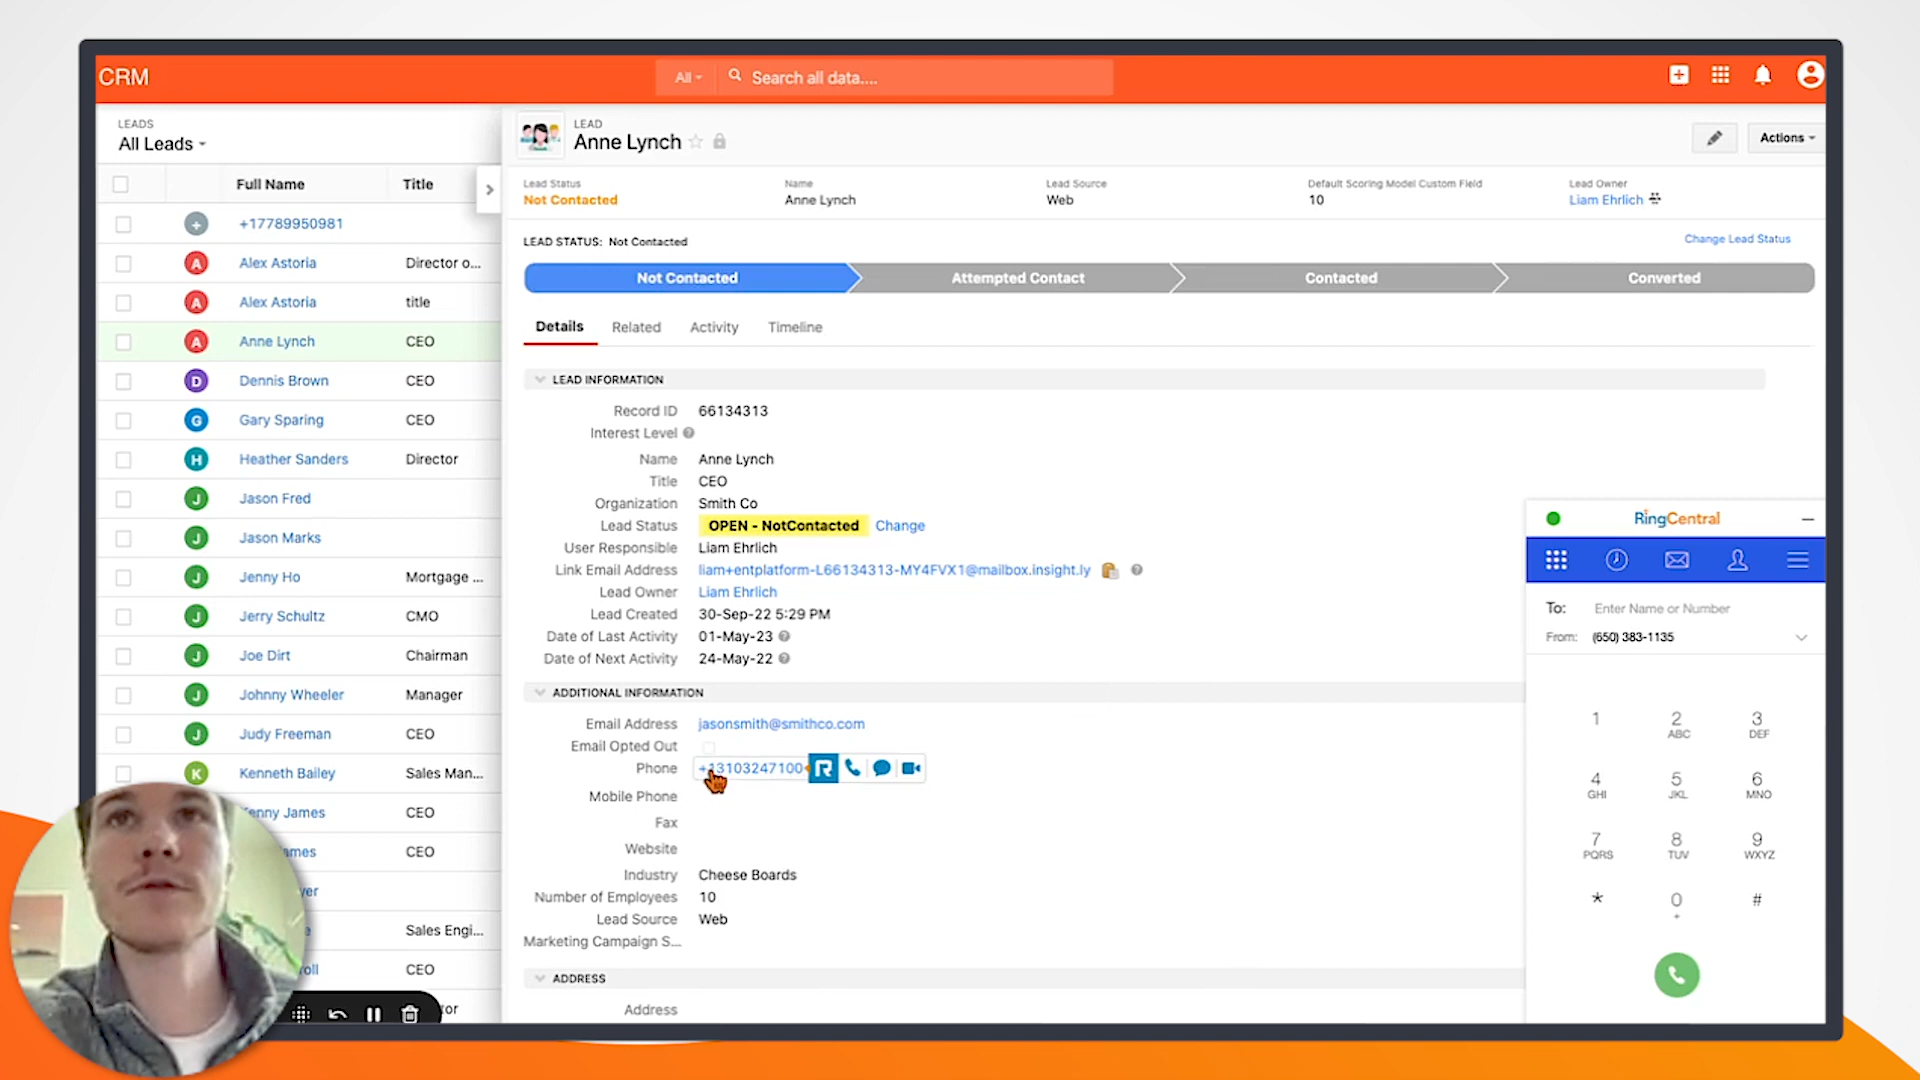 CRM
All
Search all data....
LEADS
All Leads
Full Name Title
+ +17789950981
A Alex Astoria Director o...
A Alex Astoria title
A Anne Lynch CEO
D Dennis Brown CEO
G Gary Sparing CEO
H Heather Sanders Director
J Jason Fred
J Jason Marks
J Jenny Ho Mortgage ...
J Jerry Schultz CMO
J Joe Dirt Chairman
J Johnny Wheeler Manager
J Judy Freeman CEO
K Kenneth Bailey Sales Man...
James CEO
CEO
Sales Engi...
CEO
LEAD
Anne Lynch
Actions
Lead Status Name Lead Source Default Scoring Model Custom Field Lead Owner
Not Contacted Anne Lynch Web 10 Liam Ehrlich
LEAD STATUS: Not Contacted
Change Lead Status
Not Contacted Attempted Contact Contacted Converted
Details Related Activity Timeline
LEAD INFORMATION
Record ID 66134313
Interest Level ?
Name Anne Lynch
Title CEO
Organization Smith Co
Lead Status OPEN - NotContacted Change
User Responsible Liam Ehrlich
Link Email Address liam+entplatform-L66134313-MY4FVX1@mailbox.insight.ly ?
Lead Owner Liam Ehrlich
Lead Created 30-Sep-22 5:29 PM
Date of Last Activity 01-May-23 ?
Date of Next Activity 24-May-22 ?
ADDITIONAL INFORMATION
Email Address jasonsmith@smithco.com
Email Opted Out
Phone +13103247100
Mobile Phone
Fax
Website
Industry Cheese Boards
Number of Employees 10
Lead Source Web
Marketing Campaign S...
ADDRESS
Address
RingCentral
To: Enter Name or Number
From: (650) 383-1135
1 2 3
ABC DEF
4 5 6
GHI JKL MNO
7 8 9
PQRS TUV WXYZ
* 0 #
+